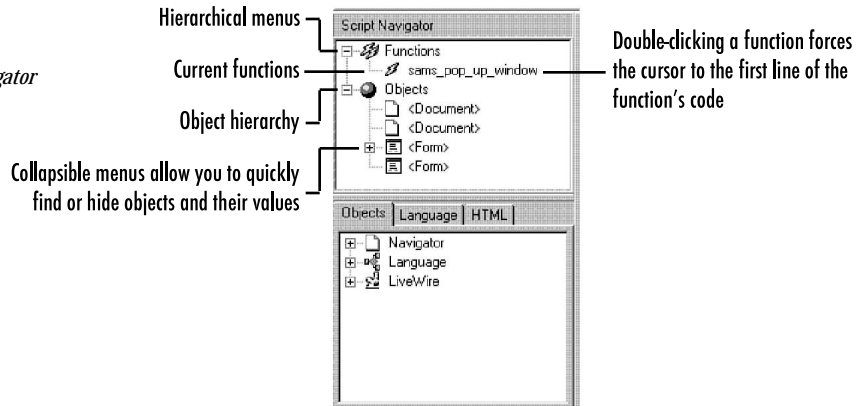 Hierarchical menus
Script Navigator
Functions
gator
Current functions
sams_pop_up_window
Double-clicking a function forces
the cursor to the first line of the
function's code
Objects
Object hierarchy
<Document>
<Document>
<Form>
<Form>
Collapsible menus allow you to quickly
find or hide objects and their values
Objects Language HTML
Navigator
Language
LiveWire